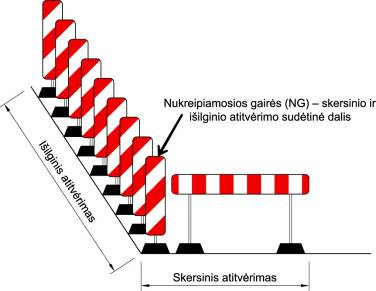 Nukreipiamosios gairės (NG) – skersinio ir
išilginio atitvėrimo sudėtinė dalis
Išilginis atitvėrimas
Skersinis atitvėrimas